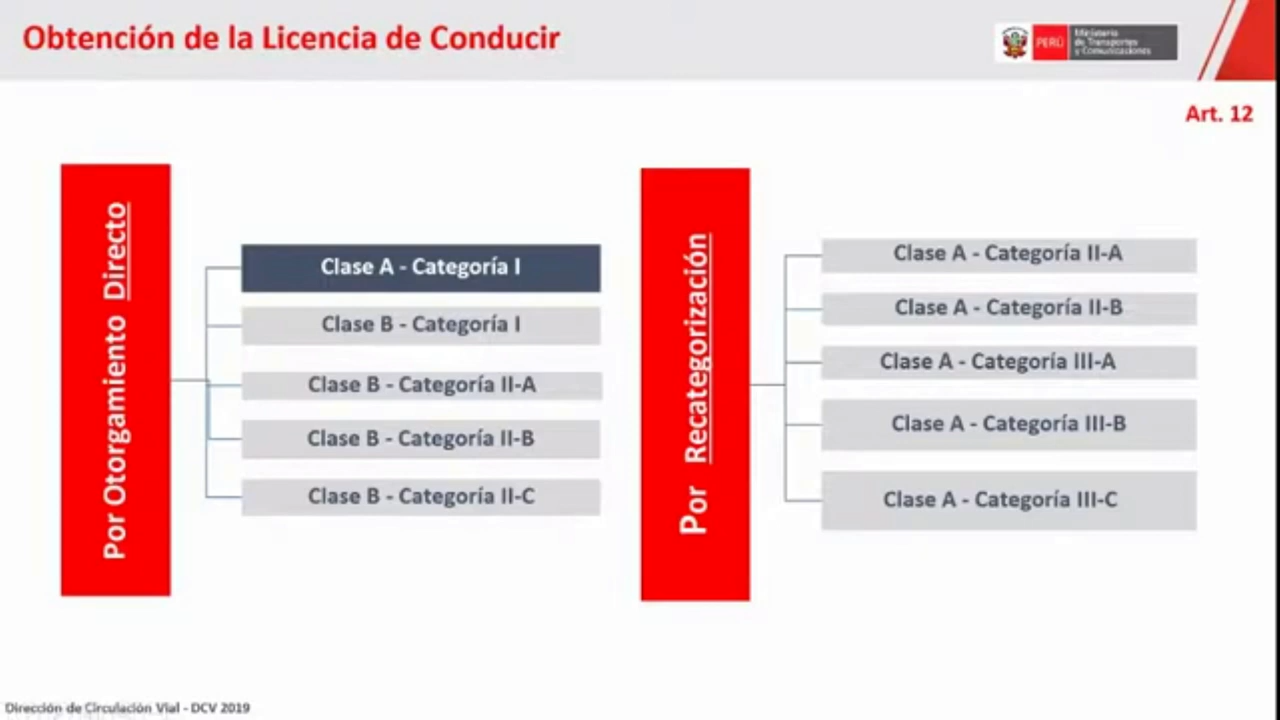 Obtención de la Licencia de Conducir
PERÚ
Ministerio
de Transportes
y Comunicaciones
Art. 12
Por Otorgamiento Directo
Clase A - Categoría I
Clase B - Categoría I
Clase B - Categoría II-A
Clase B - Categoría II-B
Clase B - Categoría II-C
Por Recategorización
Clase A - Categoría II-A
Clase A - Categoría II-B
Clase A - Categoría III-A
Clase A - Categoría III-B
Clase A - Categoría III-C
Dirección de Circulación Vial - DCV 2019